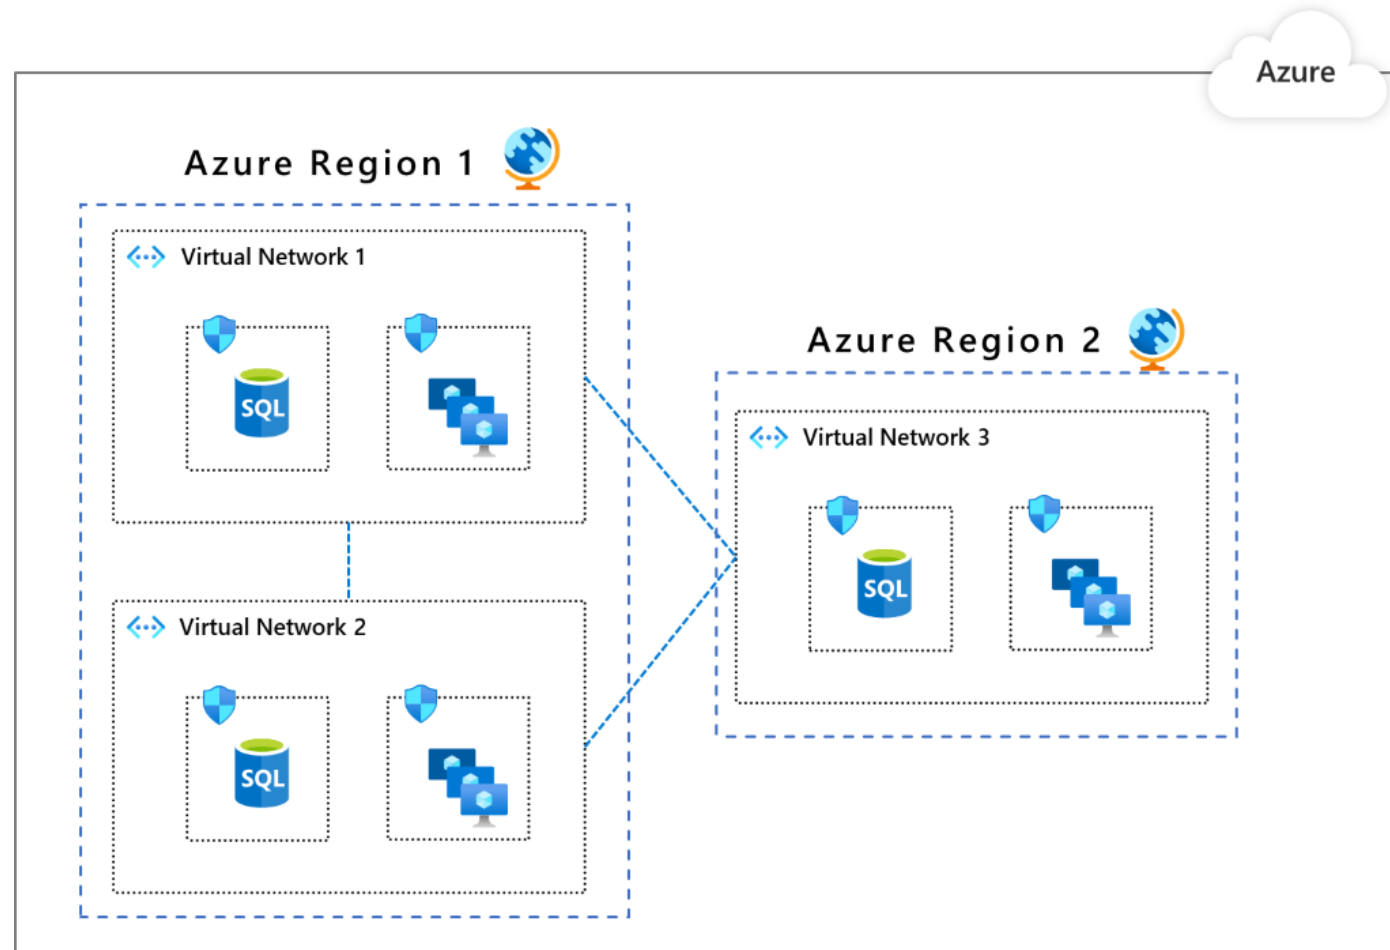 Azure
Azure Region 1
Virtual Network 1
SQL
Azure Region 2
Virtual Network 3
SQL
Virtual Network 2
SQL